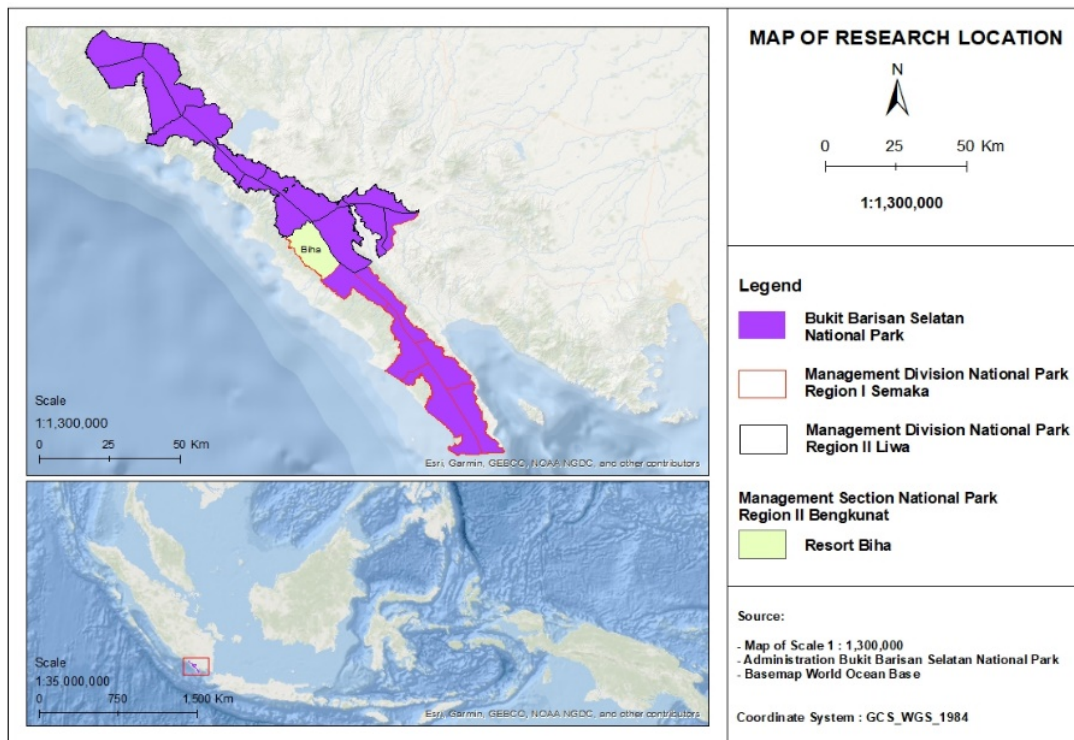 Biha
Scale
1:1,300,000
0 25 50 Km
Esri, Garmin, GEBCO, NOAA NGDC, and other contributors
Scale
1:35,000,000
0 750 1,500 Km
Esri, Garmin, GEBCO, NOAA NGDC, and other contributors
MAP OF RESEARCH LOCATION
N
0 25 50 Km
1:1,300,000
Legend
Bukit Barisan Selatan
National Park
Management Division National Park
Region I Semaka
Management Division National Park
Region II Liwa
Management Section National Park
Region II Bengkunat
Resort Biha
Source:
- Map of Scale 1 : 1,300,000
- Administration Bukit Barisan Selatan National Park
- Basemap World Ocean Base
Coordinate System : GCS_WGS_1984